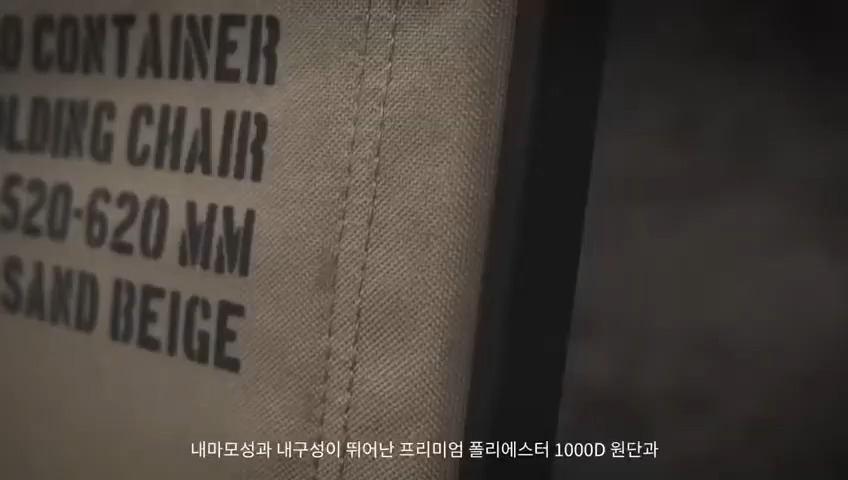 CONTAINER
CHAIR
520-620 MM
SAND BEIGE
내마모성과 내구성이 뛰어난 프리미엄 폴리에스터 1000D 원단과